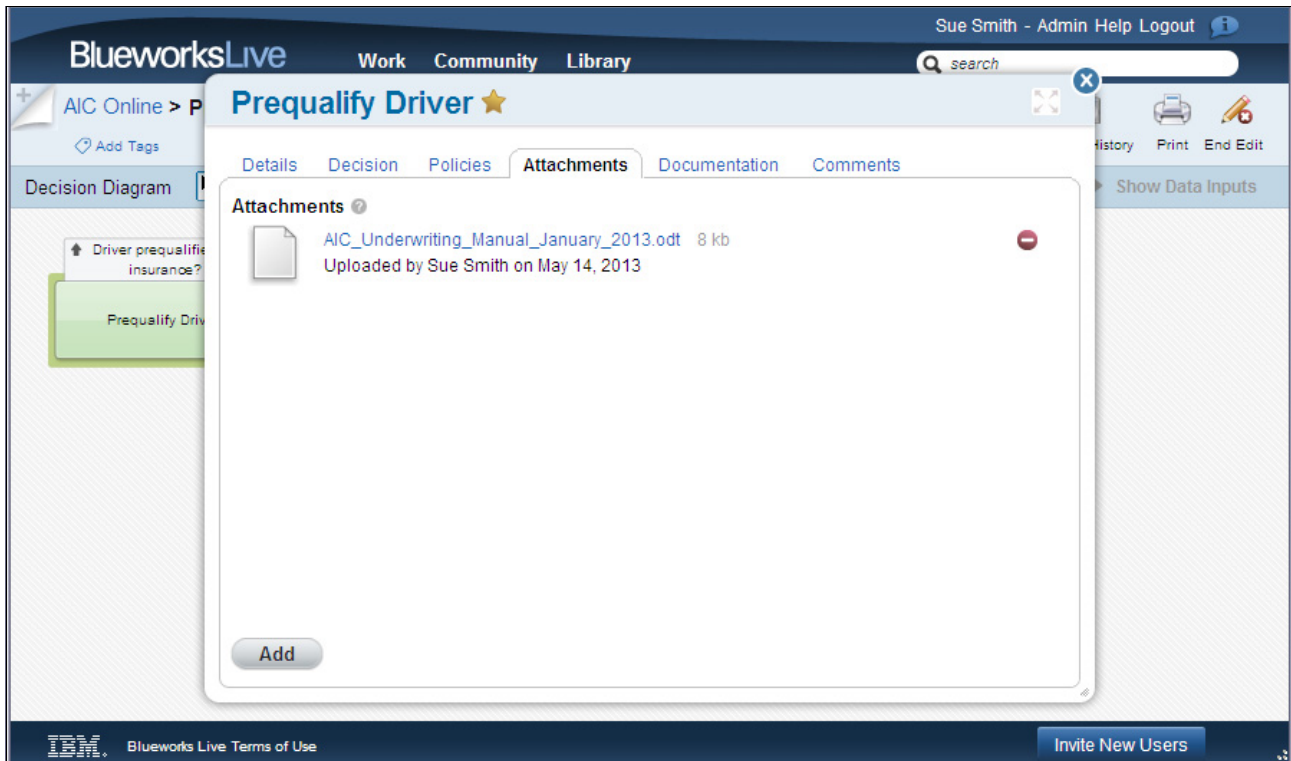 Sue Smith - Admin Help Logout
BlueworksLive Work Community Library search
AIC Online > P
Prequalify Driver
Add Tags
History Print End Edit
Details Decision Policies Attachments Documentation Comments
Decision Diagram
Show Data Inputs
Attachments
AIC_Underwriting_Manual_January_2013.odt 8 kb
Uploaded by Sue Smith on May 14, 2013
Driver prequalifie
insurance?
Prequalify Driv
Add
IBM. Blueworks Live Terms of Use
Invite New Users